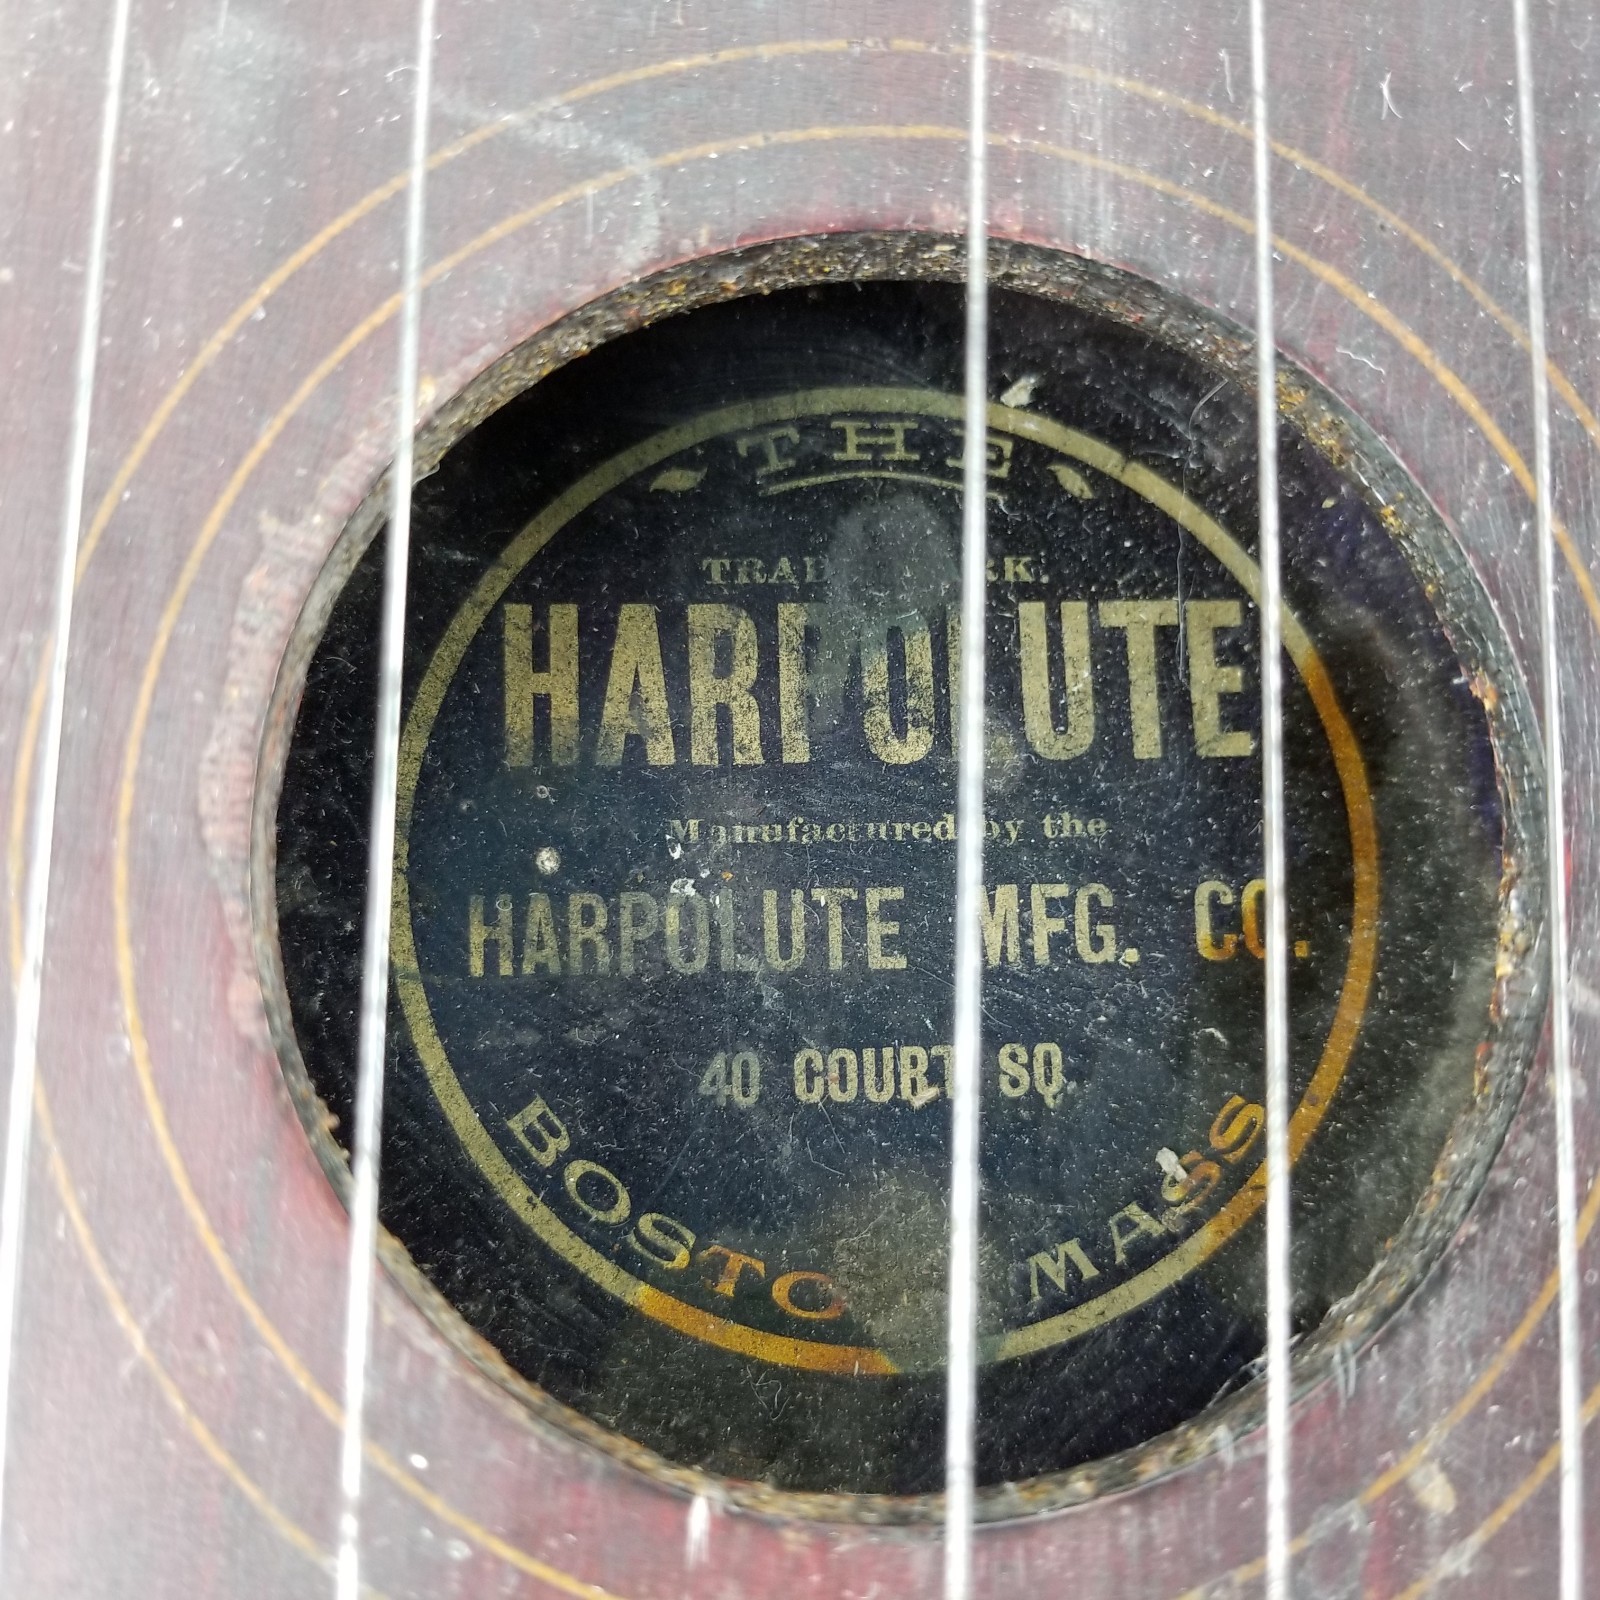 THE
TRADE MARK.
HARPOLUTE
Manufactured by the
HARPOLUTE MFG. CO.
40 COURT SQ.
BOSTON MASS